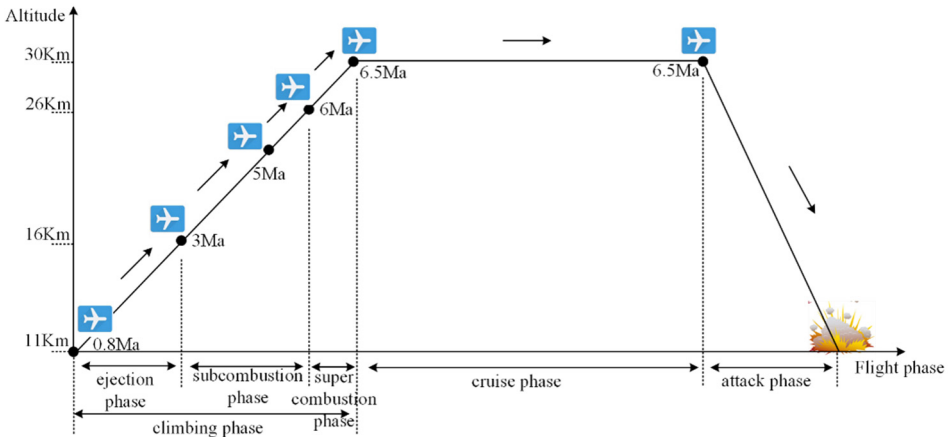 Altitude
30Km
6.5Ma
6.5Ma
26Km
6Ma
5Ma
16Km
3Ma
11Km
0.8Ma
Flight phase
ejection
phase
subcombustion
phase
super
combustion
phase
cruise phase
attack phase
climbing phase